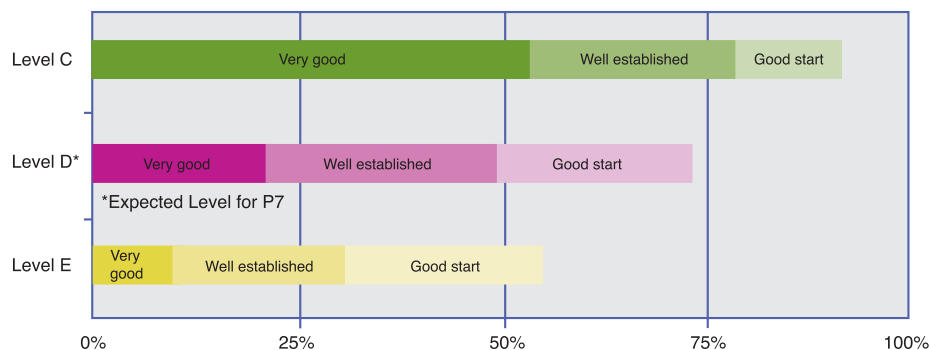 Level C
Very good
Well established
Good start
Level D*
Very good
Well established
Good start
*Expected Level for P7
Level E
Very
good
Well established
Good start
0%
25%
50%
75%
100%